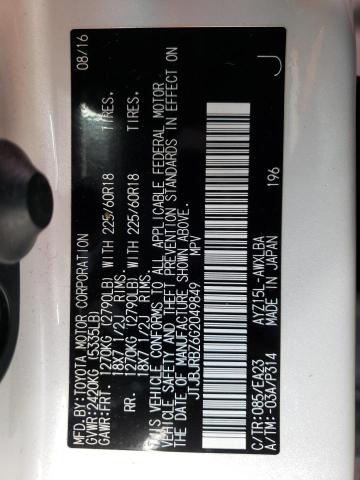 MFD.BY:TOYOTA MOTOR CORPORATION 08/16
GVWR:2420KG (5335LB)
GAWR:FRT. 1270KG (2790LB) WITH 225/60R18 TIRES.
18X7 1/2J RIMS.
RR. 1270KG (2790LB) WITH 225/60R18 TIRES.
18X7 1/2J RIMS.
THIS VEHICLE CONFORMS TO ALL APPLICABLE FEDERAL MOTOR
VEHICLE SAFETY AND THEFT PREVENTION STANDARDS IN EFFECT ON
THE DATE OF MANUFACTURE SHOWN ABOVE.
JTJBJRBZ6G2049849 MPV
C/TR:085/EA23 AYZ15L-AWXLBA 196
A/TM:-03A/P314 MADE IN JAPAN
J